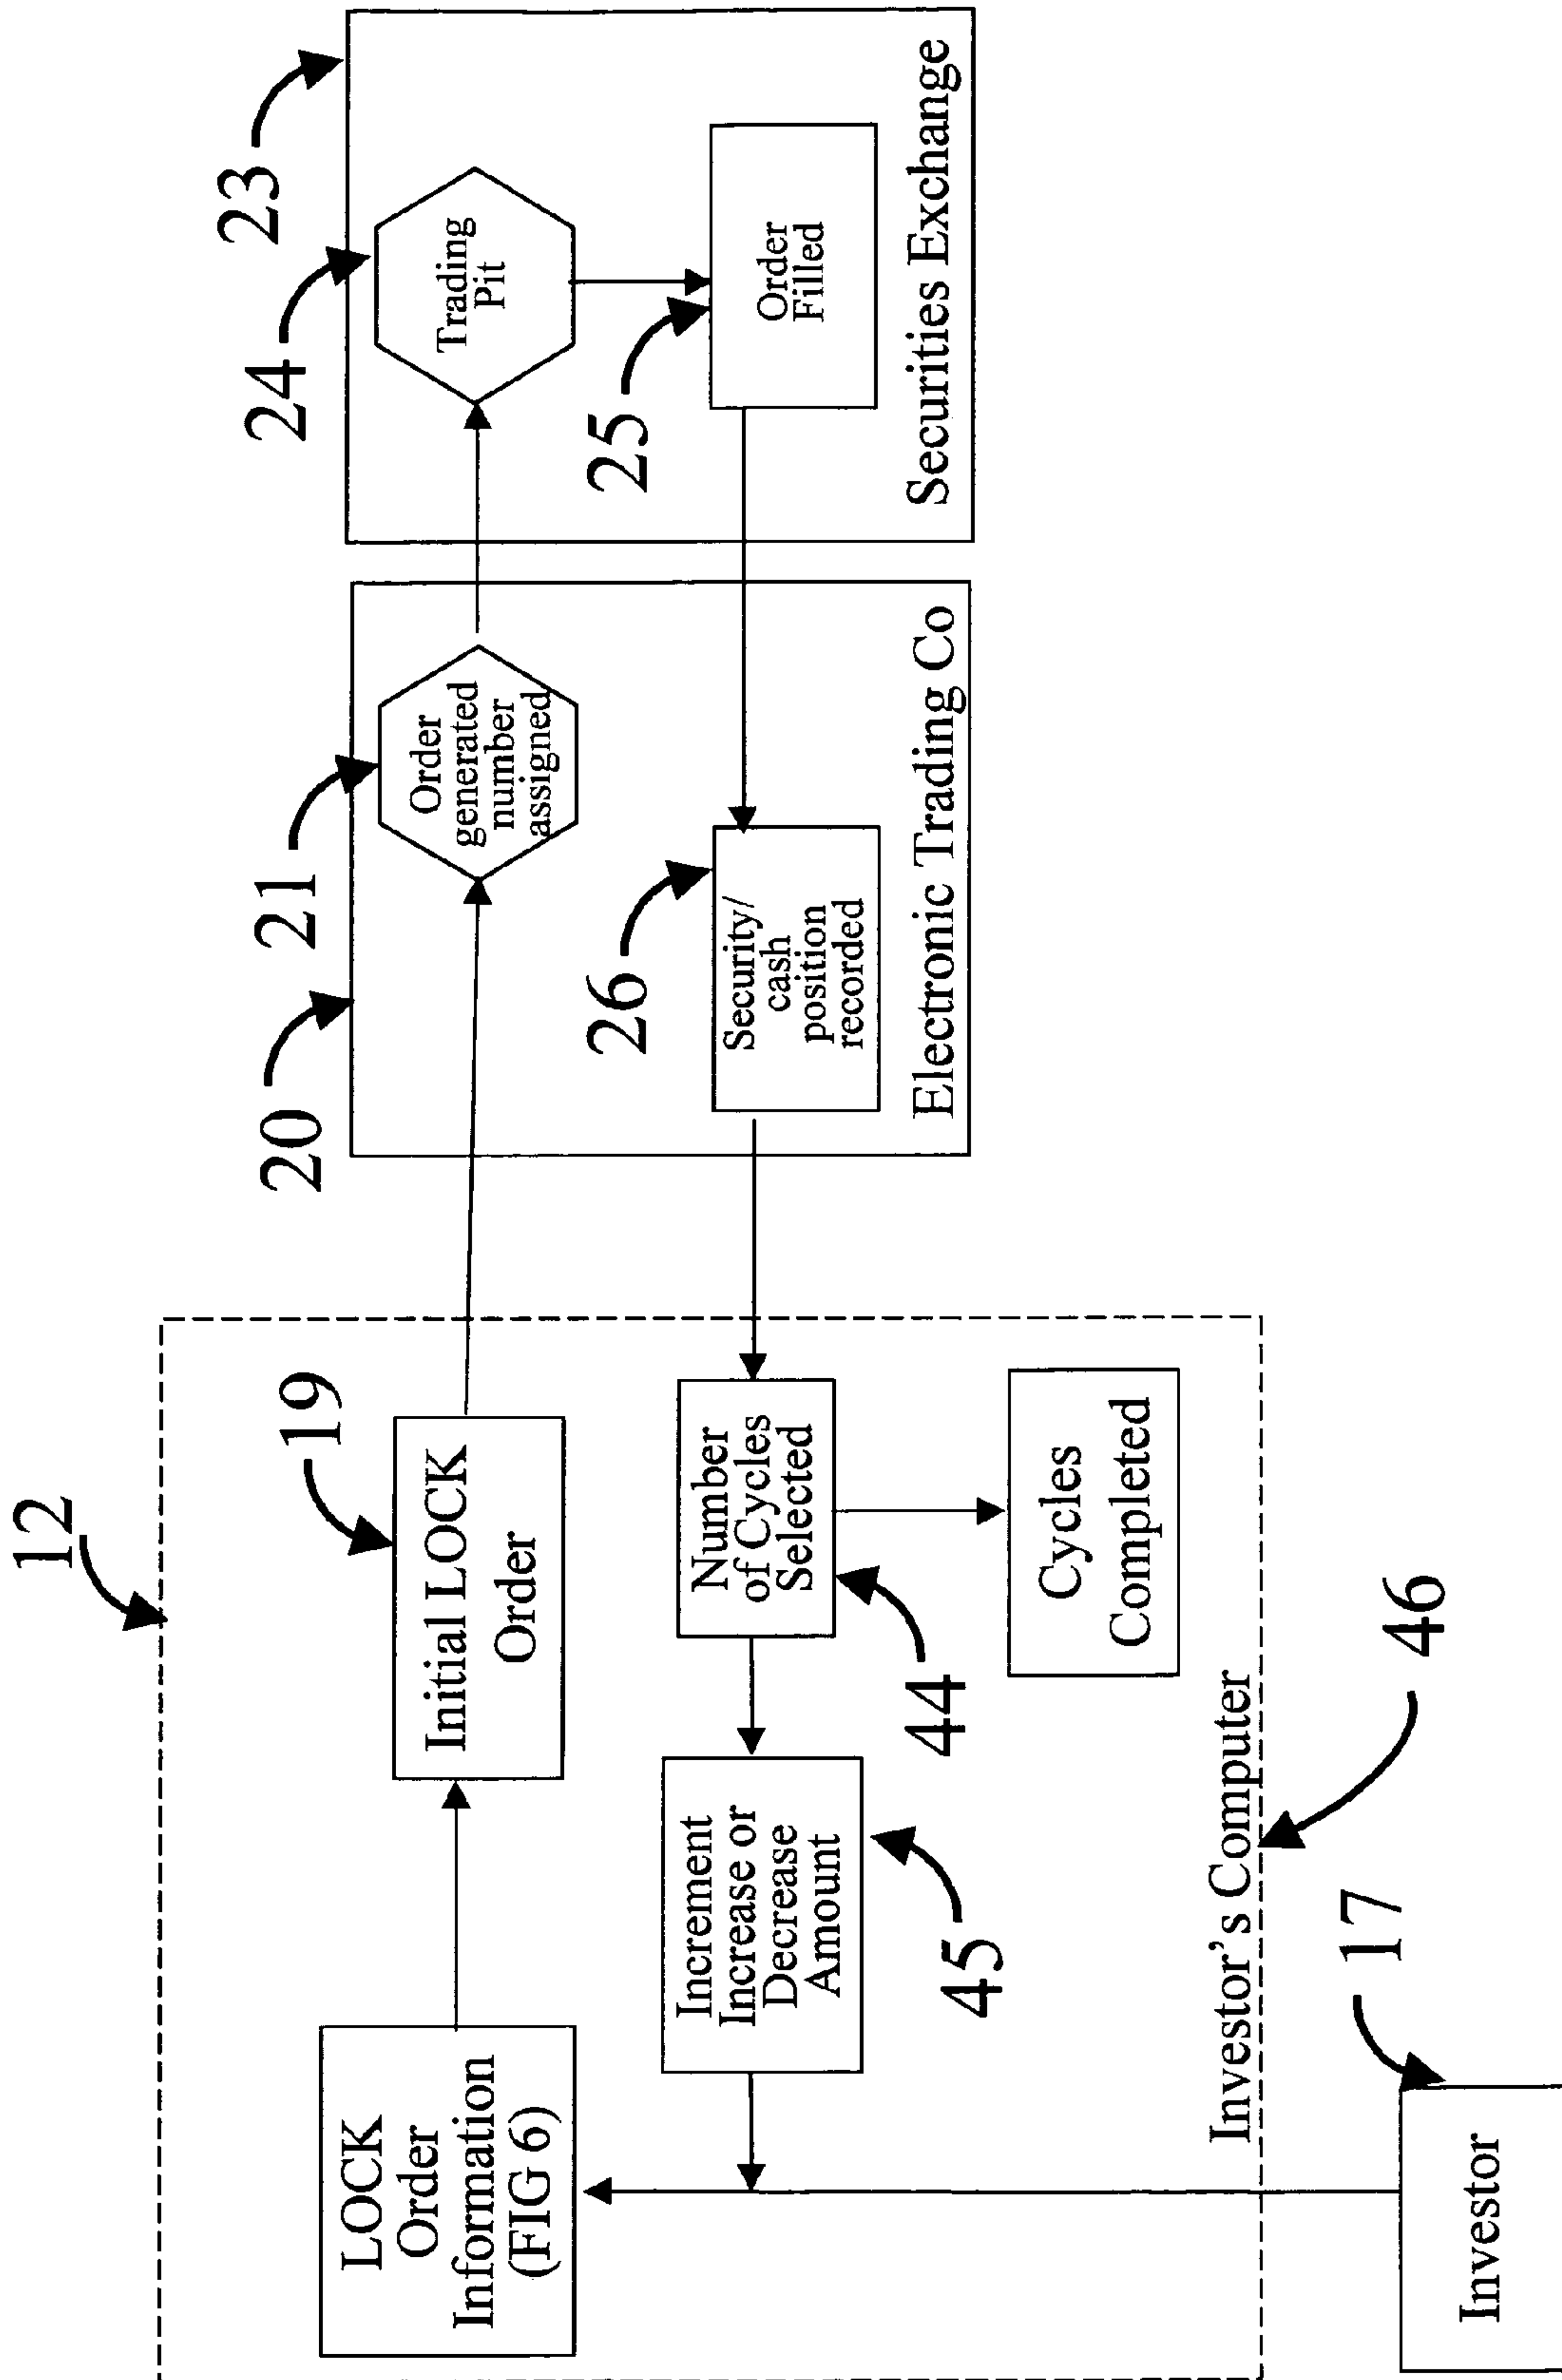 12
LOCK
Order
Information
(FIG 6)
Initial LOCK
Order
19
20
21
Order
generated
number
assigned
24
23
Trading
Pit
Increment
Increase or
Decrease
Amount
45
Number
of Cycles
Selected
44
Cycles
Completed
26
Security/
cash
position
recorded
25
Order
Filled
Electronic Trading Co
Securities Exchange
Investor's Computer
46
17
Investor